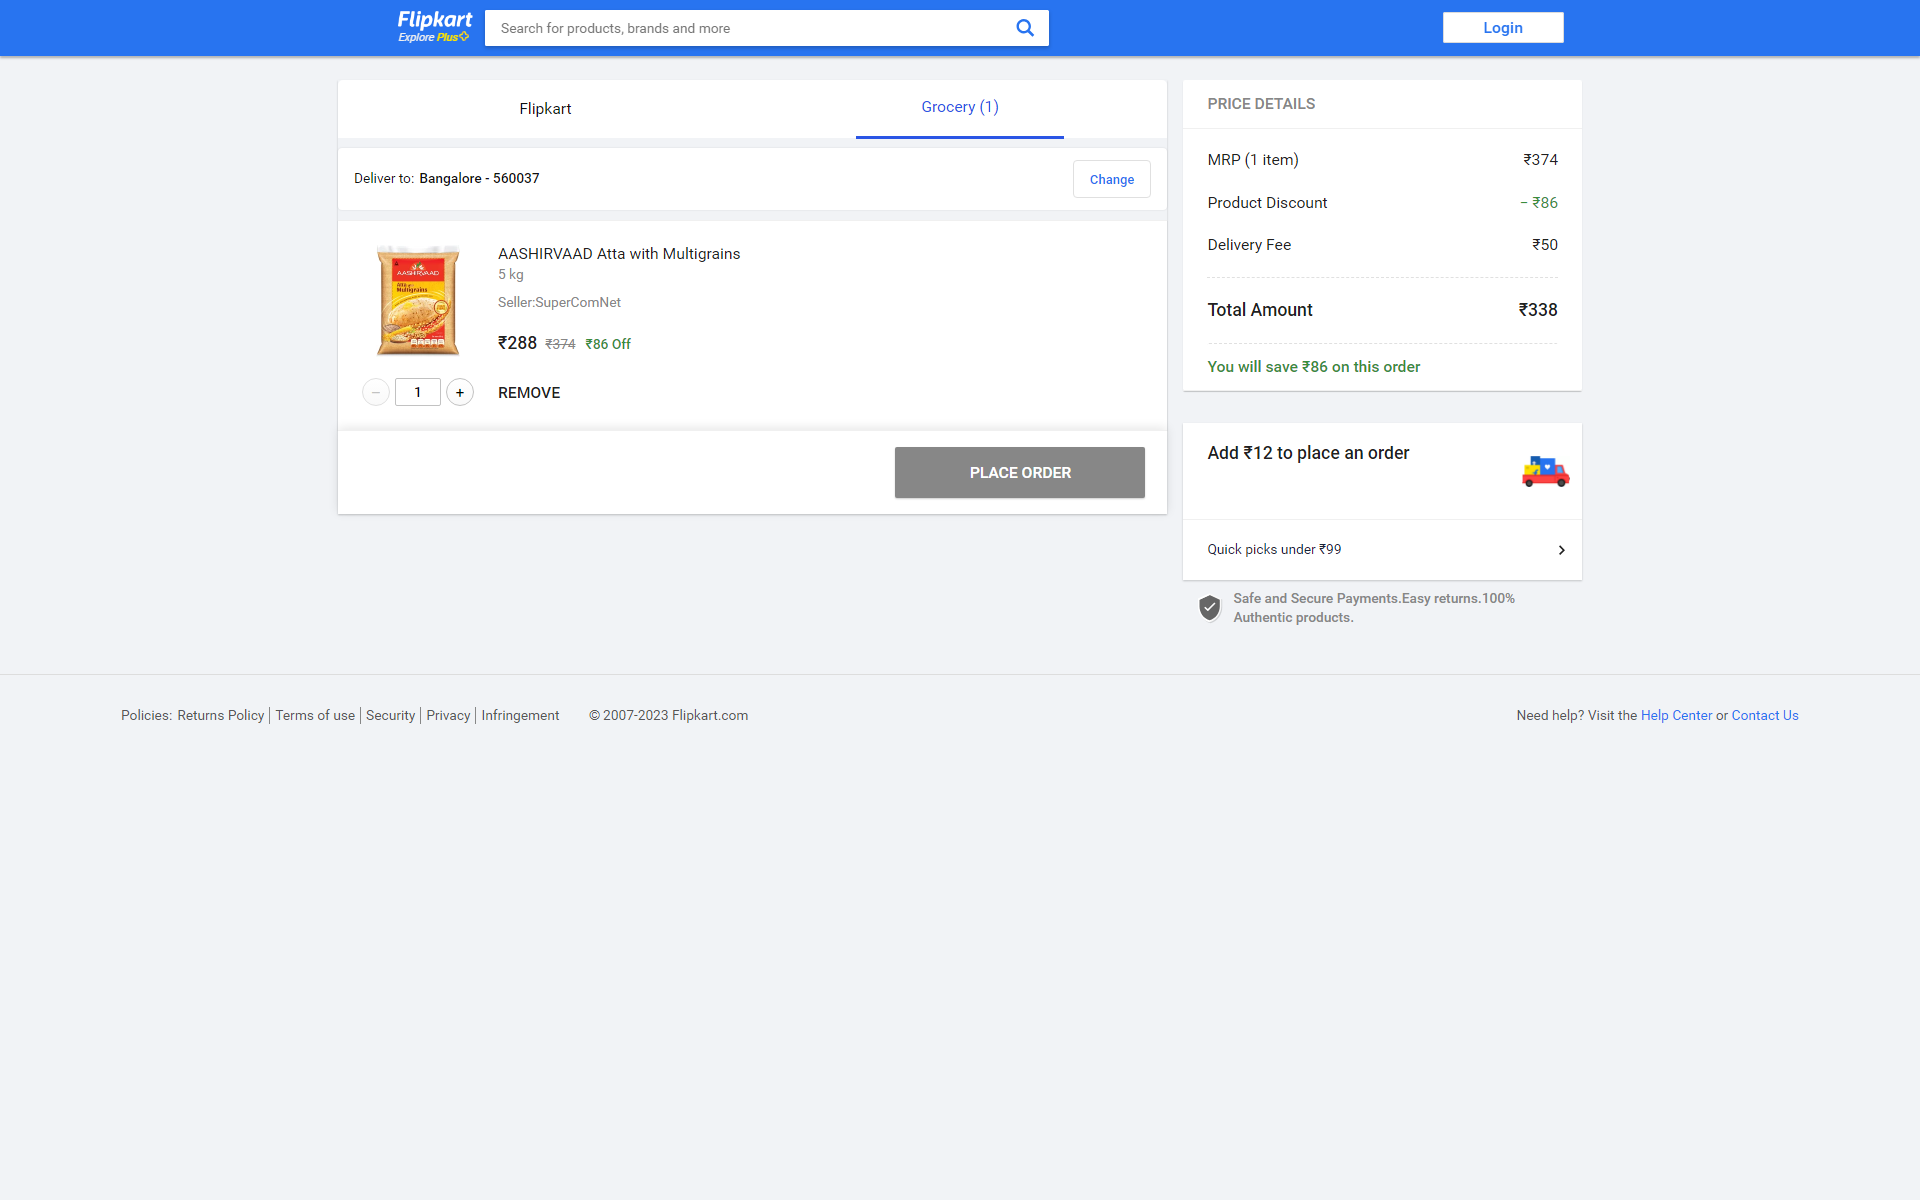 Flipkart
Explore Plus
Search for products, brands and more
Login
Flipkart
Grocery (1)
Deliver to: Bangalore - 560037
Change
AASHIRVAAD
Atta with
Multigrains
AASHIRVAAD Atta with Multigrains
5 kg
Seller:SuperComNet
₹288 ₹374 ₹86 Off
− 1 + REMOVE
PLACE ORDER
PRICE DETAILS
MRP (1 item) ₹374
Product Discount − ₹86
Delivery Fee ₹50
Total Amount ₹338
You will save ₹86 on this order
Add ₹12 to place an order
Quick picks under ₹99
Safe and Secure Payments.Easy returns.100%
Authentic products.
Policies: Returns Policy | Terms of use | Security | Privacy | Infringement © 2007-2023 Flipkart.com
Need help? Visit the Help Center or Contact Us